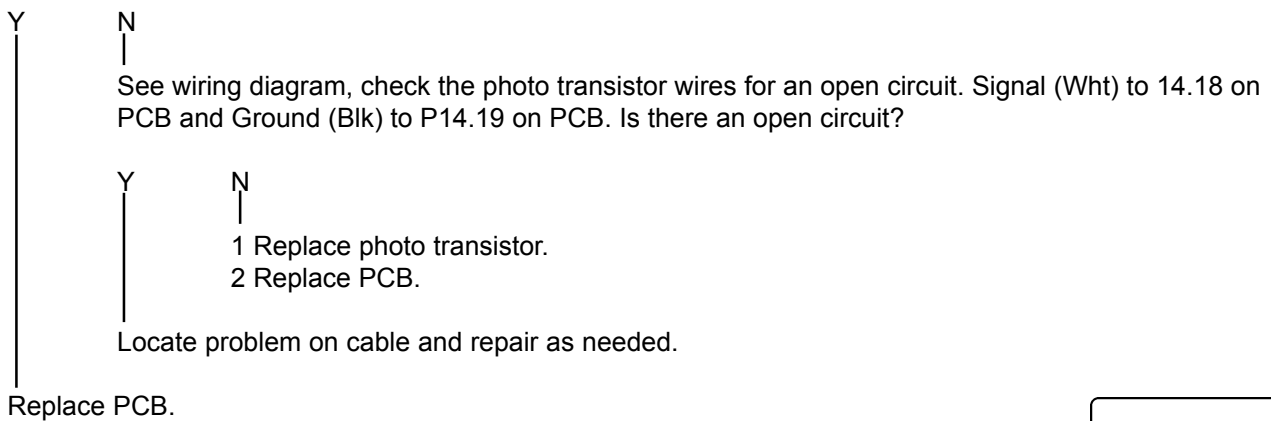 Y N
See wiring diagram, check the photo transistor wires for an open circuit. Signal (Wht) to 14.18 on
PCB and Ground (Blk) to P14.19 on PCB. Is there an open circuit?
Y N
1 Replace photo transistor.
2 Replace PCB.
Locate problem on cable and repair as needed.
Replace PCB.